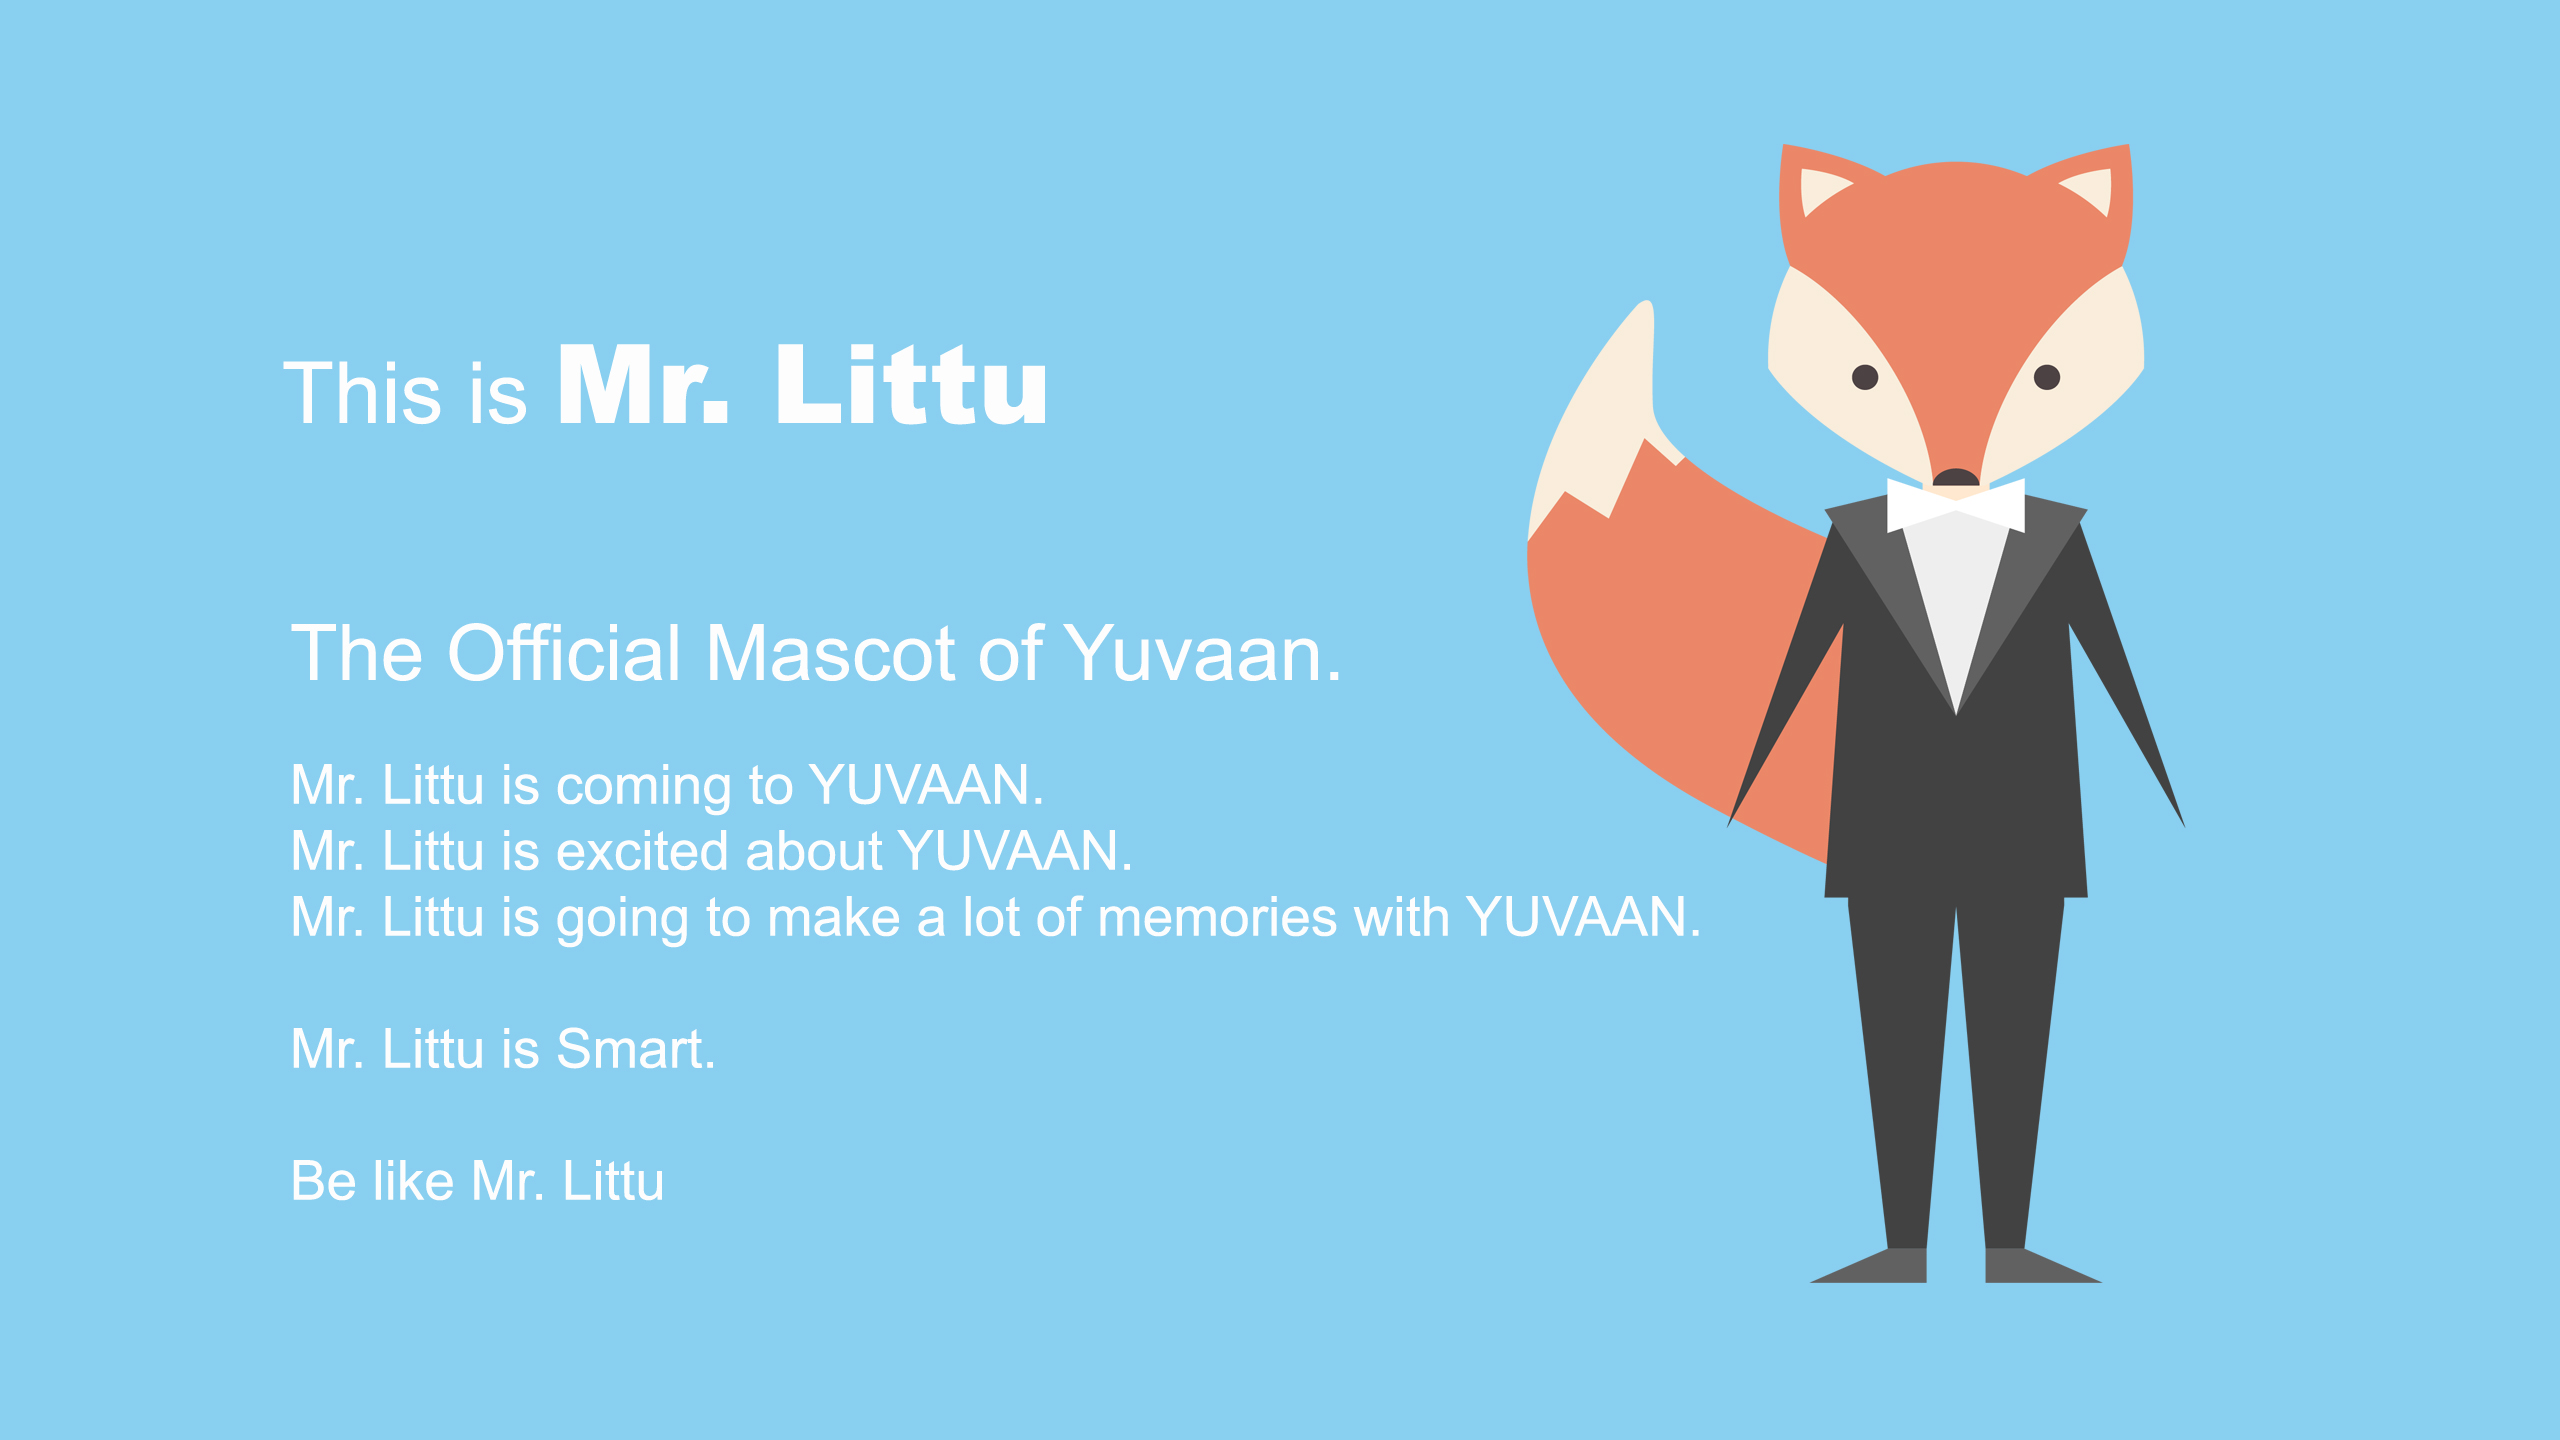 This is Mr. Littu
The Official Mascot of Yuvaan.
Mr. Littu is coming to YUVAAN.
Mr. Littu is excited about YUVAAN.
Mr. Littu is going to make a lot of memories with YUVAAN.
Mr. Littu is Smart.
Be like Mr. Littu